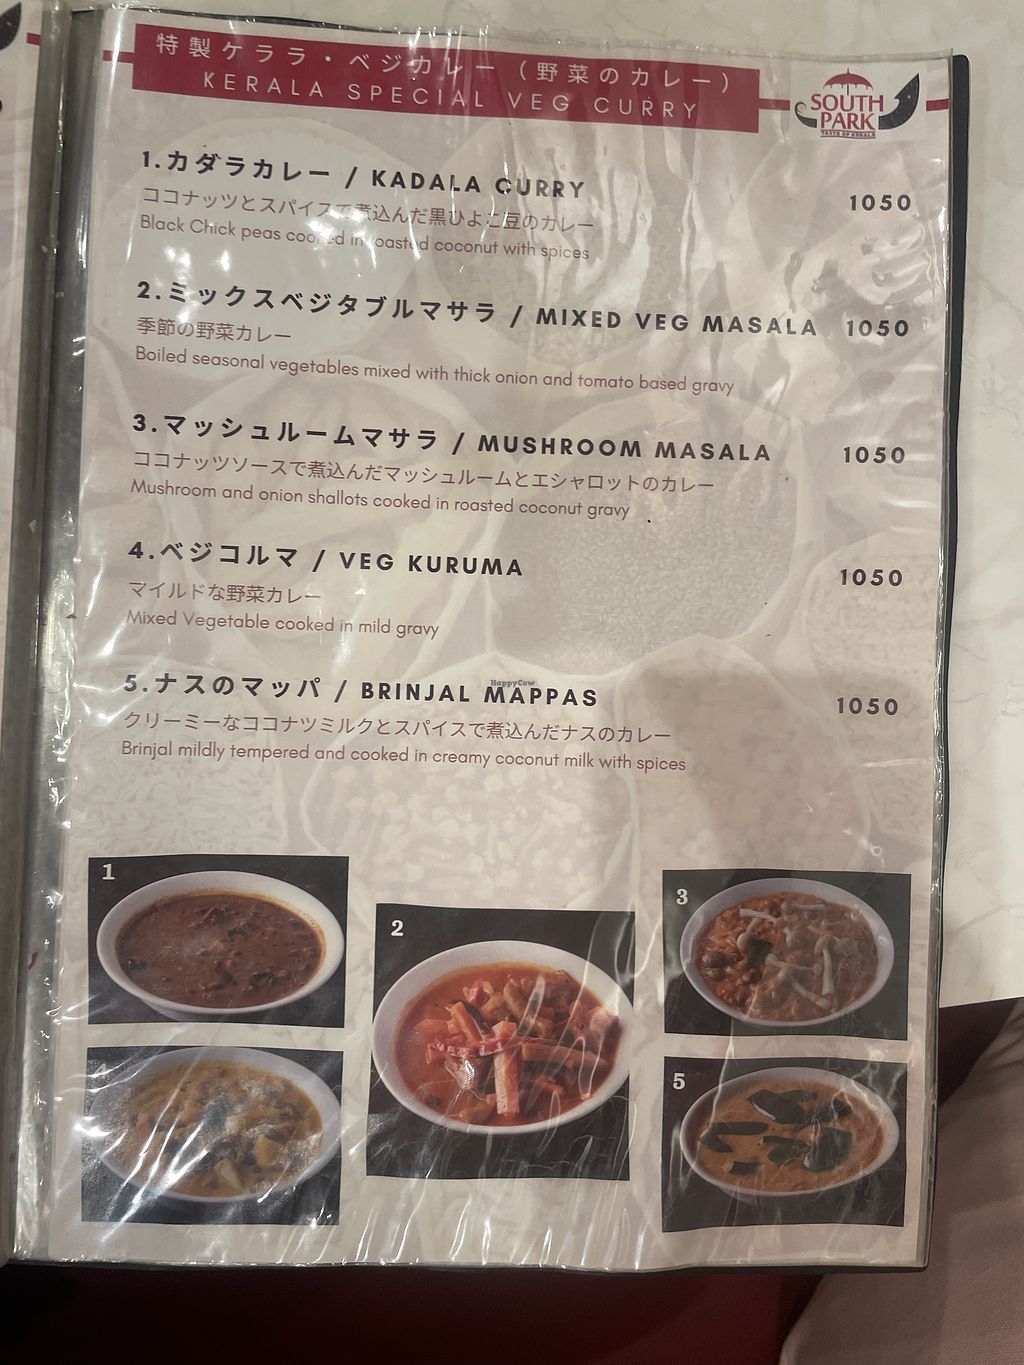 特製ケララ・ベジカレー（野菜のカレー）
KERALA SPECIAL VEG CURRY
SOUTH
PARK
TASTE OF KERALA
1.カダラカレー / KADALA CURRY 1050
ココナッツとスパイスで煮込んだ黒ひよこ豆のカレー
Black Chick peas cooked in roasted coconut with spices
2.ミックスベジタブルマサラ / MIXED VEG MASALA 1050
季節の野菜カレー
Boiled seasonal vegetables mixed with thick onion and tomato based gravy
3.マッシュルームマサラ / MUSHROOM MASALA 1050
ココナッツソースで煮込んだマッシュルームとエシャロットのカレー
Mushroom and onion shallots cooked in roasted coconut gravy
4.ベジコルマ / VEG KURUMA 1050
マイルドな野菜カレー
Mixed Vegetable cooked in mild gravy
HappyCow
5.ナスのマッパ / BRINJAL MAPPAS 1050
クリーミーなココナツミルクとスパイスで煮込んだナスのカレー
Brinjal mildly tempered and cooked in creamy coconut milk with spices
1
2
3
4
5